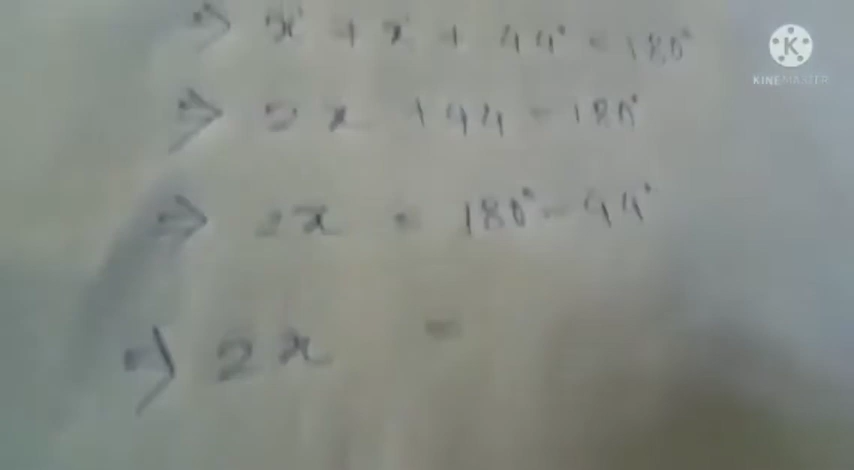 ⇒ x + x + 44° = 180°
KINEMASTER
⇒ 2x + 44 = 180°
⇒ 2x = 180° - 44°
⇒ 2x =